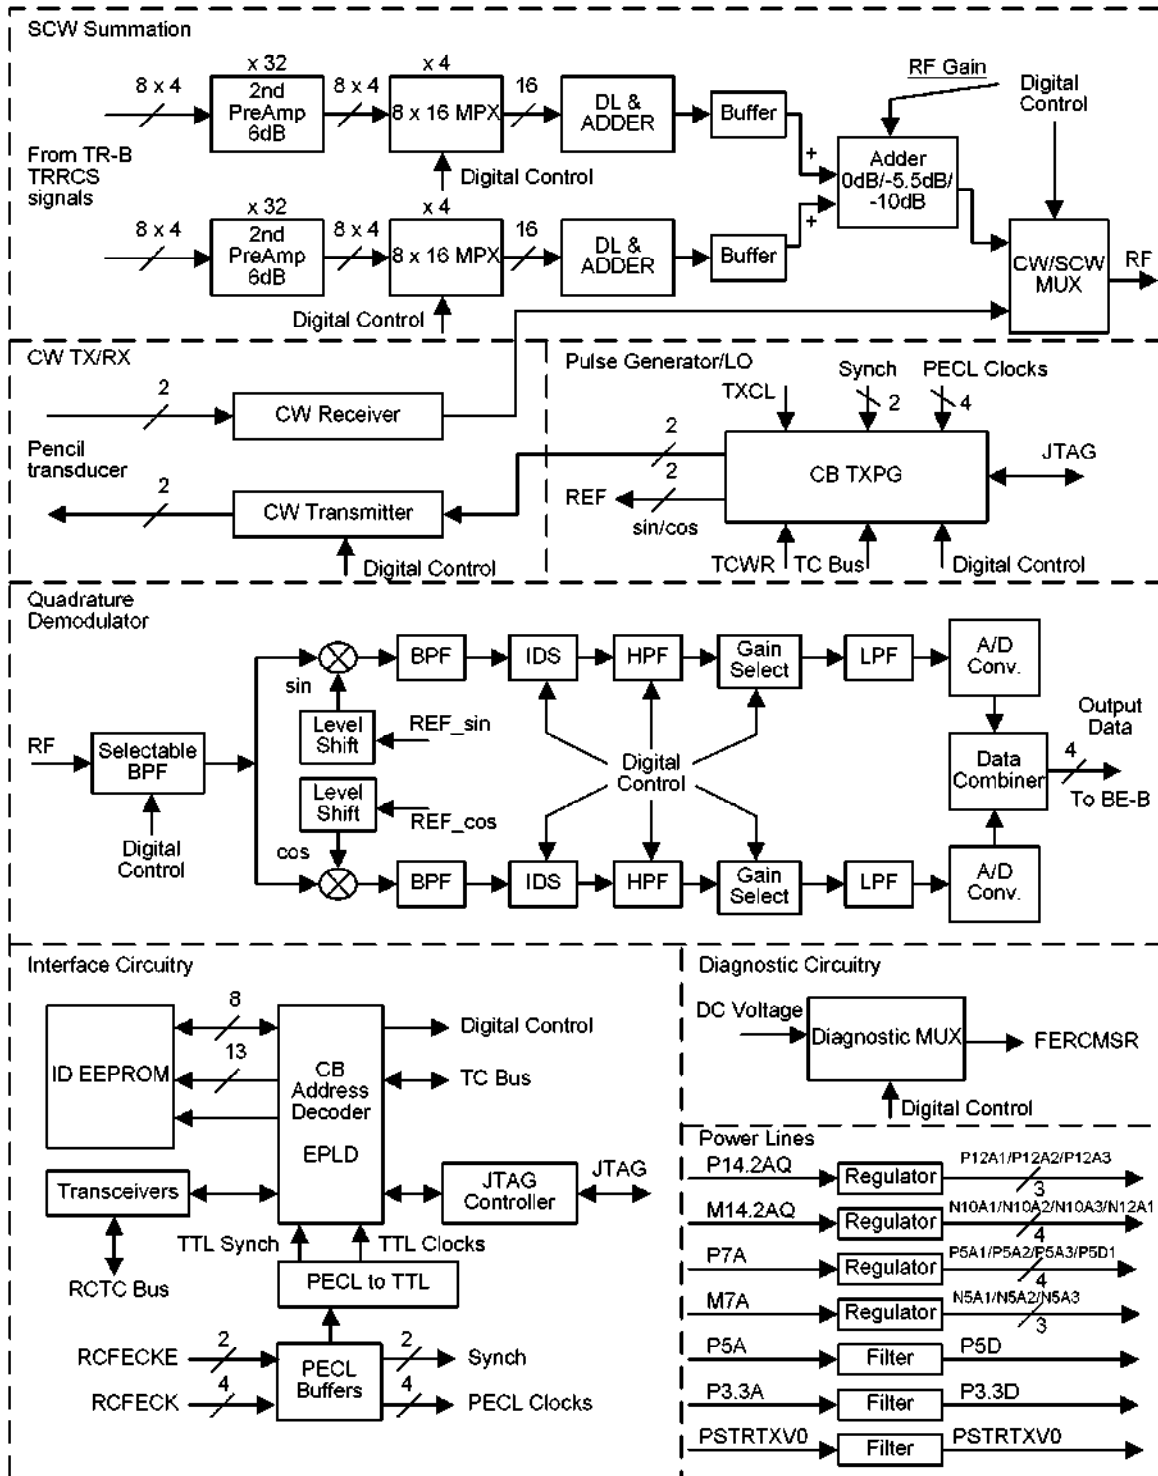 SCW Summation
x 32
x 4
8 x 4
2nd
PreAmp
6dB
8 x 4
8 x 16 MPX
16
DL &
ADDER
Buffer
RF Gain
Digital
Control
From TR-B
TRRCS
signals
Digital Control
+
Adder
0dB/-5.5dB/
-10dB
x 32
x 4
8 x 4
2nd
PreAmp
6dB
8 x 4
8 x 16 MPX
16
DL &
ADDER
Buffer
+
CW/SCW
MUX
RF
Digital Control
CW TX/RX
2
CW Receiver
Pencil
transducer
2
CW Transmitter
Digital Control
Pulse Generator/LO
TXCL
Synch
2
PECL Clocks
4
2
CB TXPG
JTAG
REF
2
sin/cos
TCWR
TC Bus
Digital Control
Quadrature
Demodulator
sin
BPF
IDS
HPF
Gain
Select
LPF
A/D
Conv.
Level
Shift
REF_sin
RF
Selectable
BPF
Digital
Control
Digital
Control
Data
Combiner
Output
Data
4
To BE-B
Level
Shift
REF_cos
cos
BPF
IDS
HPF
Gain
Select
LPF
A/D
Conv.
Interface Circuitry
ID EEPROM
8
13
CB
Address
Decoder
EPLD
Digital Control
TC Bus
Transceivers
JTAG
Controller
JTAG
RCTC Bus
TTL Synch
TTL Clocks
PECL to TTL
RCFECKE
2
PECL
Buffers
2
Synch
RCFECK
4
4
PECL Clocks
Diagnostic Circuitry
DC Voltage
Diagnostic MUX
FERCMSR
Digital Control
Power Lines
P14.2AQ
Regulator
P12A1/P12A2/P12A3
3
M14.2AQ
Regulator
N10A1/N10A2/N10A3/N12A1
4
P7A
Regulator
P5A1/P5A2/P5A3/P5D1
4
M7A
Regulator
N5A1/N5A2/N5A3
3
P5A
Filter
P5D
P3.3A
Filter
P3.3D
PSTRTXV0
Filter
PSTRTXV0